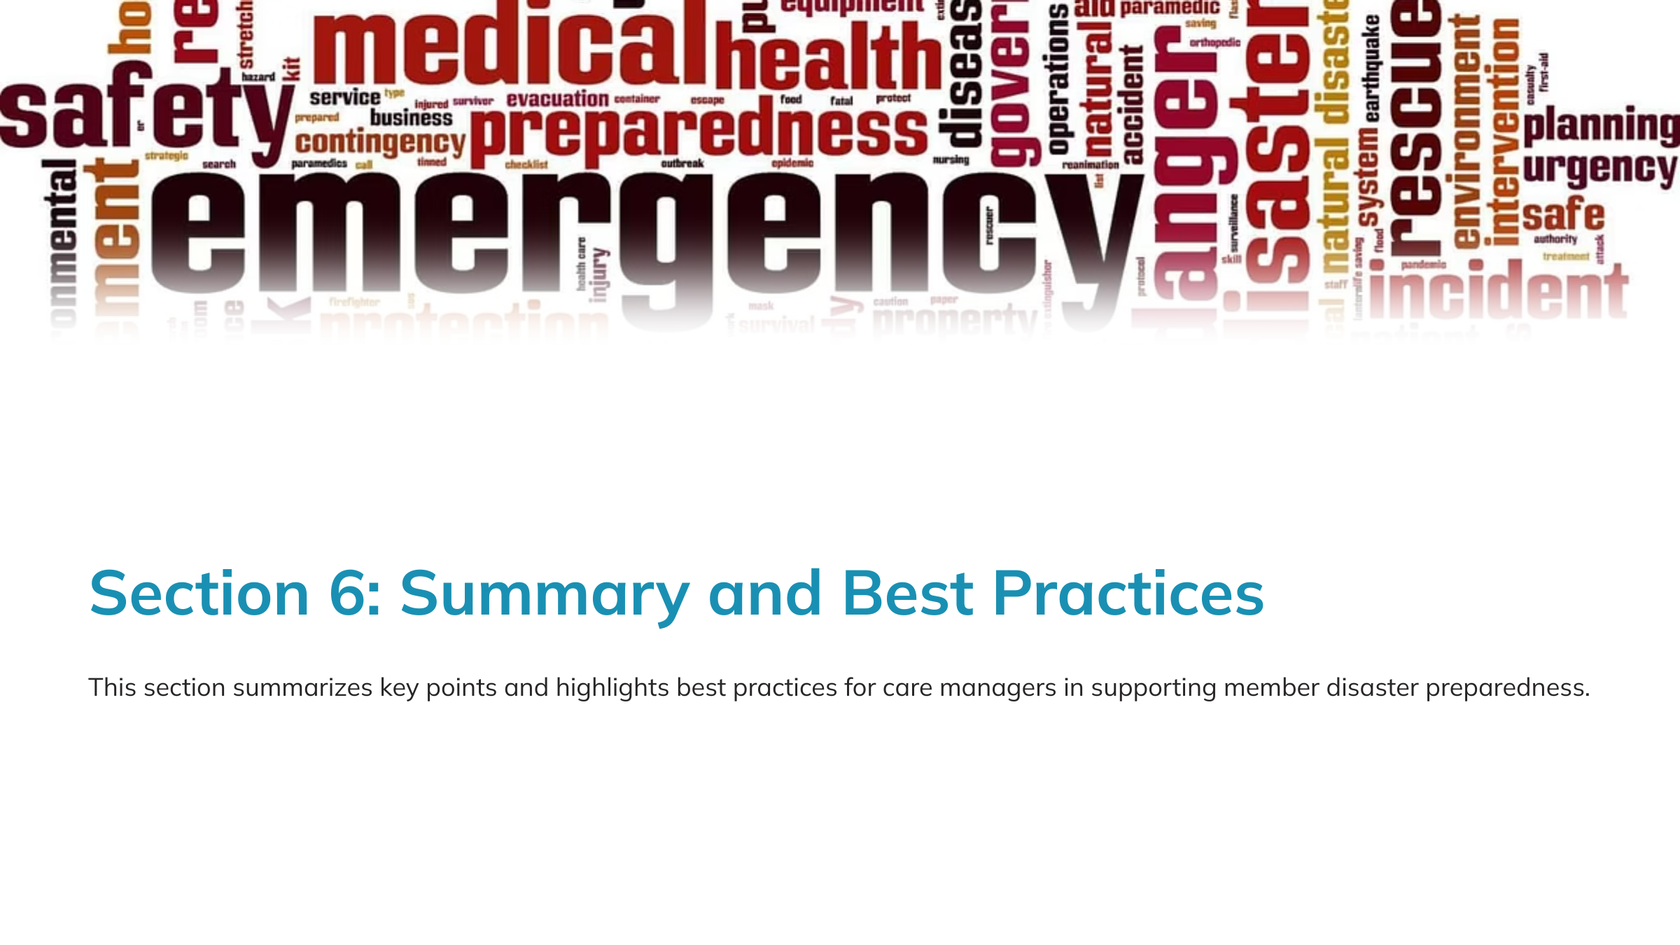 equipment
aid
paramedic
stretch
medical
health
disease
operations
natural
accident
saving
orthopedic
disaster
natural disaste
earthquake
rescue
environment
intervention
casualty
first-aid
hazard
kit
safety
service
type
injured
survivor
evacuation
container
escape
food
fatal
protect
prepared
business
contingency
preparedness
planning
urgency
er
strategic
search
paramedics
call
tinned
checklist
outbreak
epidemic
nursing
reanimation
list
emergency
rescuer
health care
injury
surveillance
skill
system
flood
safe
authority
attack
treatment
pandemic
incident
staff
saving
protocol
extinguisher
firefighter
protection
mask
survival
caution
paper
property
Section 6: Summary and Best Practices
This section summarizes key points and highlights best practices for care managers in supporting member disaster preparedness.